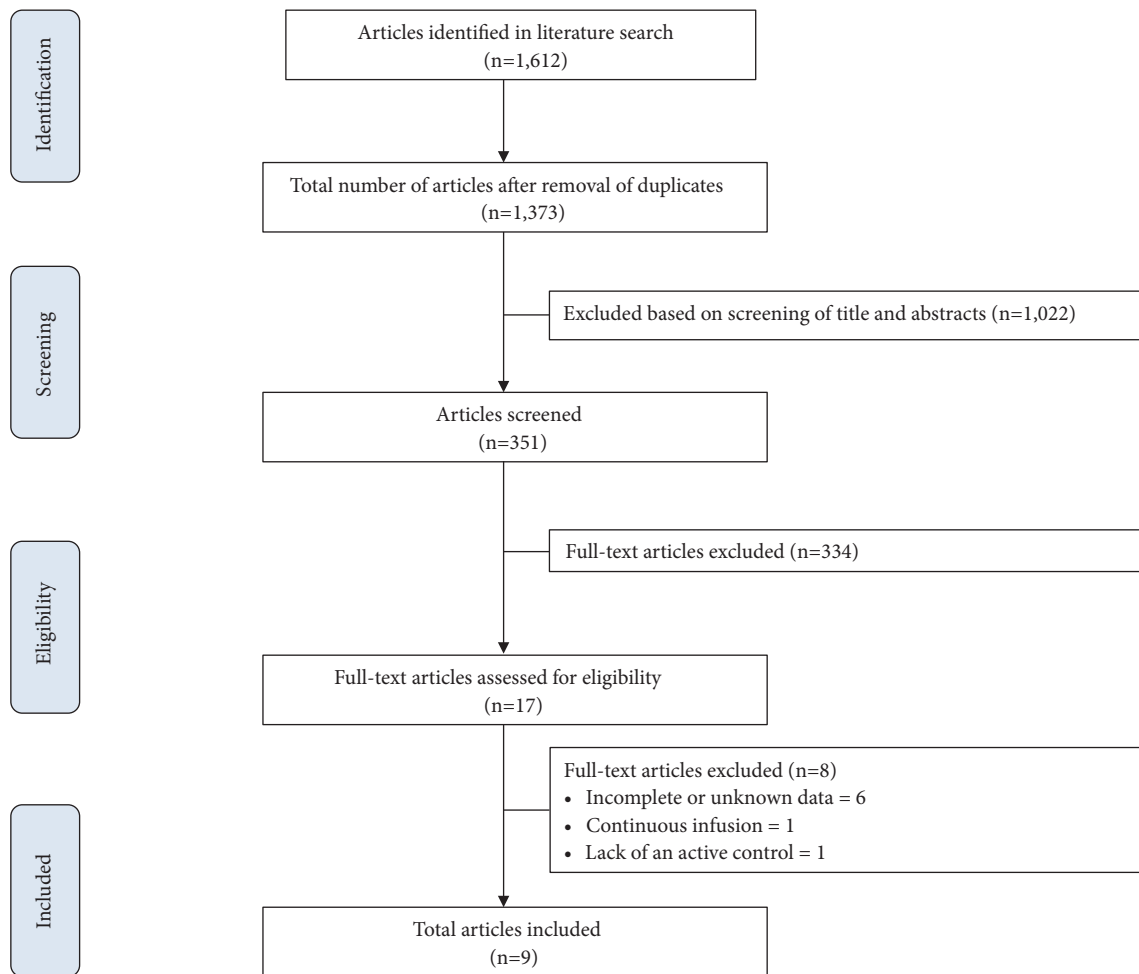 Identification
Articles identified in literature search
(n=1,612)
Total number of articles after removal of duplicates
(n=1,373)
Screening
Excluded based on screening of title and abstracts (n=1,022)
Articles screened
(n=351)
Eligibility
Full-text articles excluded (n=334)
Full-text articles assessed for eligibility
(n=17)
Included
Full-text articles excluded (n=8)
• Incomplete or unknown data = 6
• Continuous infusion = 1
• Lack of an active control = 1
Total articles included
(n=9)